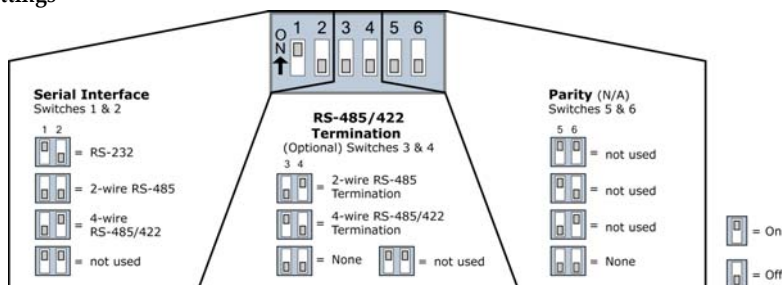 ettings
ON 1 2 3 4 5 6
Serial Interface
Switches 1 & 2
1 2
= RS-232
= 2-wire RS-485
= 4-wire
RS-485/422
= not used
RS-485/422
Termination
(Optional) Switches 3 & 4
3 4
= 2-wire RS-485
Termination
= 4-wire RS-485/422
Termination
= None = not used
Parity (N/A)
Switches 5 & 6
5 6
= not used
= not used
= not used
= None
= On
= Off